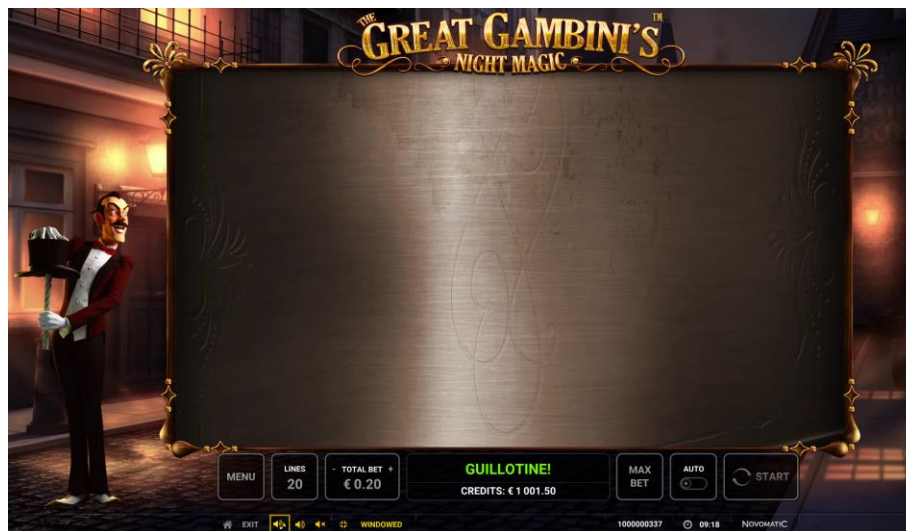 THE
GREAT GAMBINI'S™
NIGHT MAGIC
MENU
LINES
20
- TOTAL BET +
€ 0.20
GUILLOTINE!
CREDITS: € 1 001.50
MAX
BET
AUTO
START
EXIT
WINDOWED
1000000337
09:18
NOVOMATIC